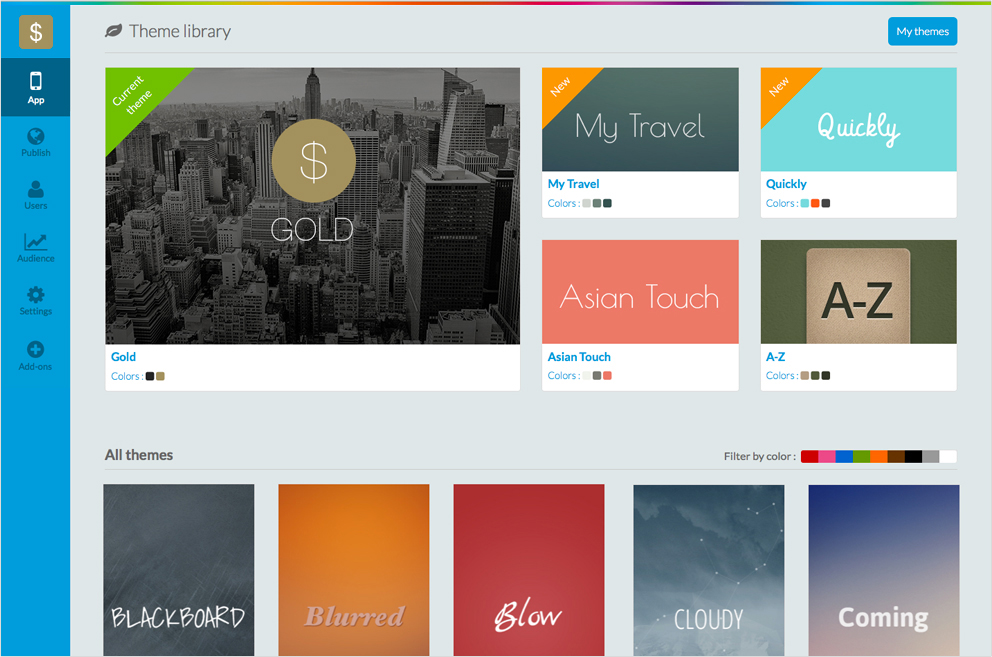 $
App
Publish
Users
Audience
Settings
Add-ons
Theme library
My themes
Current
theme
$
GOLD
Gold
Colors :
New
My Travel
My Travel
Colors :
New
Quickly
Quickly
Colors :
Asian Touch
Asian Touch
Colors :
A-Z
A-Z
Colors :
All themes
Filter by color :
BLACKBOARD
Blurred
Blow
CLOUDY
Coming